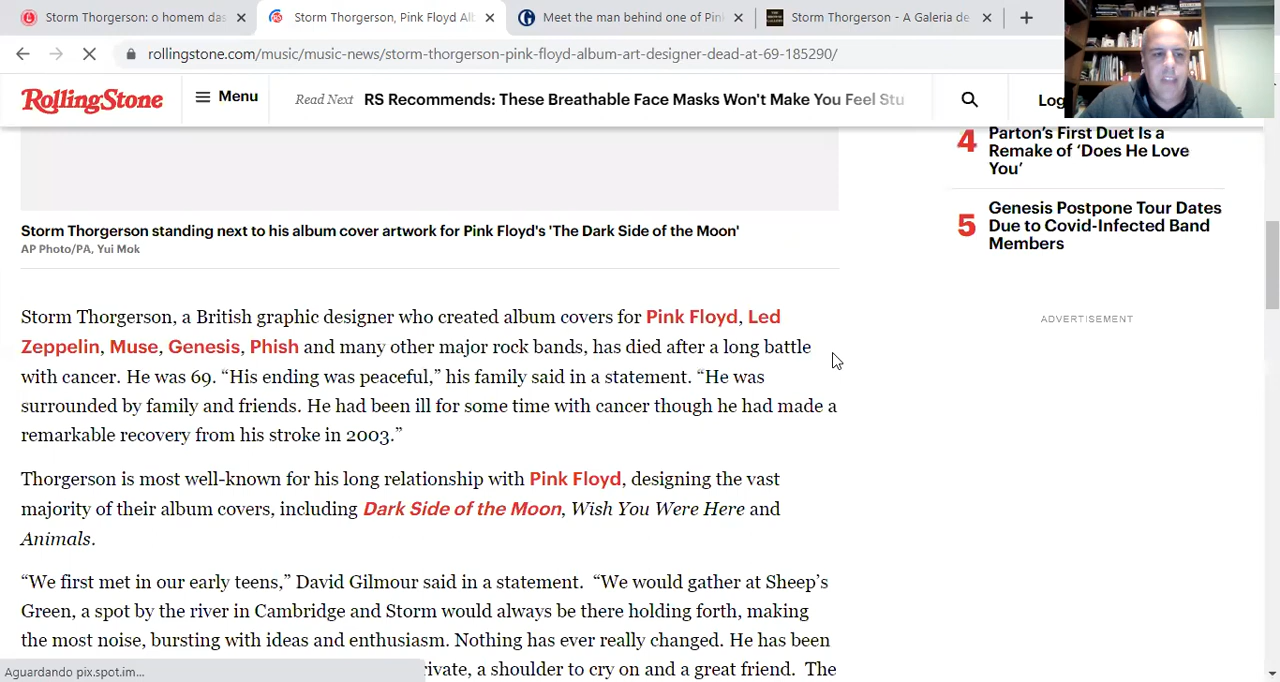 Storm Thorgerson: o homem das
Storm Thorgerson, Pink Floyd Alb
Meet the man behind one of Pin
Storm Thorgerson - A Galeria de
rollingstone.com/music/music-news/storm-thorgerson-pink-floyd-album-art-designer-dead-at-69-185290/
RollingStone
Menu
Read Next RS Recommends: These Breathable Face Masks Won't Make You Feel Stu
Log
4 Parton's First Duet Is a
Remake of ‘Does He Love
You’
5 Genesis Postpone Tour Dates
Due to Covid-Infected Band
Members
ADVERTISEMENT
Storm Thorgerson standing next to his album cover artwork for Pink Floyd's 'The Dark Side of the Moon'
AP Photo/PA, Yui Mok
Storm Thorgerson, a British graphic designer who created album covers for Pink Floyd, Led
Zeppelin, Muse, Genesis, Phish and many other major rock bands, has died after a long battle
with cancer. He was 69. “His ending was peaceful,” his family said in a statement. “He was
surrounded by family and friends. He had been ill for some time with cancer though he had made a
remarkable recovery from his stroke in 2003.”
Thorgerson is most well-known for his long relationship with Pink Floyd, designing the vast
majority of their album covers, including Dark Side of the Moon, Wish You Were Here and
Animals.
“We first met in our early teens,” David Gilmour said in a statement. “We would gather at Sheep’s
Green, a spot by the river in Cambridge and Storm would always be there holding forth, making
the most noise, bursting with ideas and enthusiasm. Nothing has ever really changed. He has been
rivate, a shoulder to cry on and a great friend. The
Aguardando pix.spot.im...